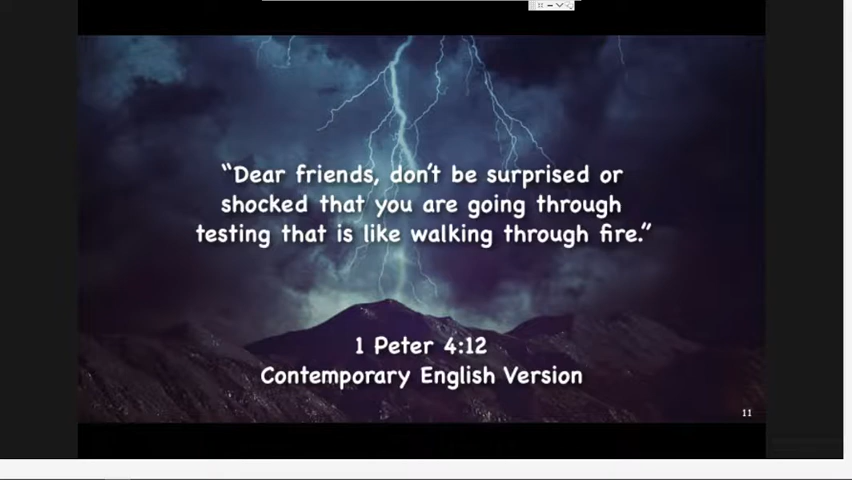 “Dear friends, don’t be surprised or
shocked that you are going through
testing that is like walking through fire.”
1 Peter 4:12
Contemporary English Version
11